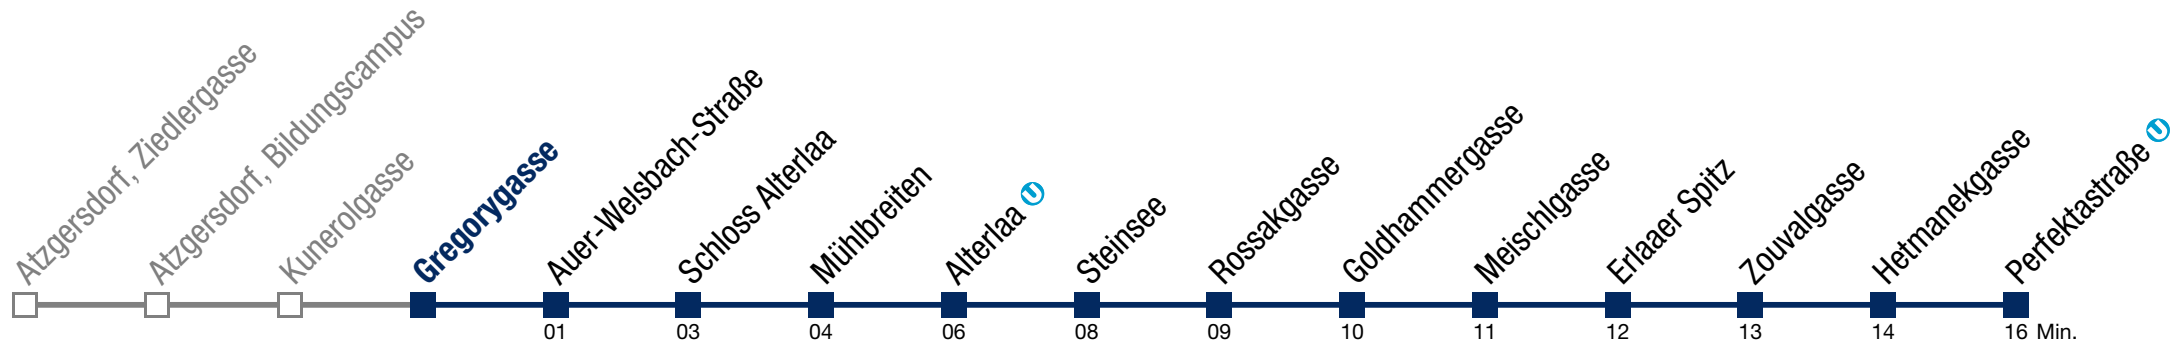 Atzgersdorf, Ziedlergasse
Atzgersdorf, Bildungscampus
Kunerolgasse
Gregorygasse
Auer-Welsbach-Straße
Schloss Alterlaa
Mühlbreiten
Alterlaa U
Steinsee
Rossakgasse
Goldhammergasse
Meischlgasse
Erlaaer Spitz
Zouvalgasse
Hetmanekgasse
Perfektastraße U
01 03 04 06 08 09 10 11 12 13 14 16 Min.